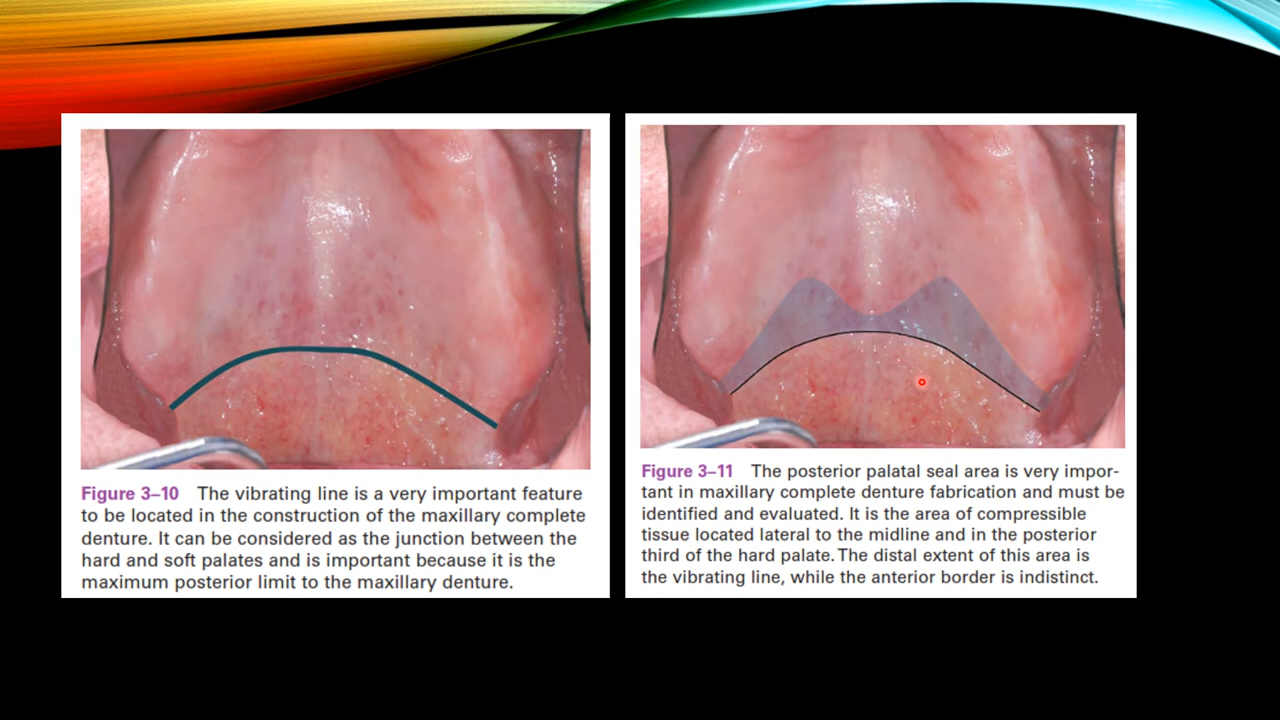 Figure 3–10 The vibrating line is a very important feature
to be located in the construction of the maxillary complete
denture. It can be considered as the junction between the
hard and soft palates and is important because it is the
maximum posterior limit to the maxillary denture.
Figure 3–11 The posterior palatal seal area is very impor-
tant in maxillary complete denture fabrication and must be
identified and evaluated. It is the area of compressible
tissue located lateral to the midline and in the posterior
third of the hard palate. The distal extent of this area is
the vibrating line, while the anterior border is indistinct.